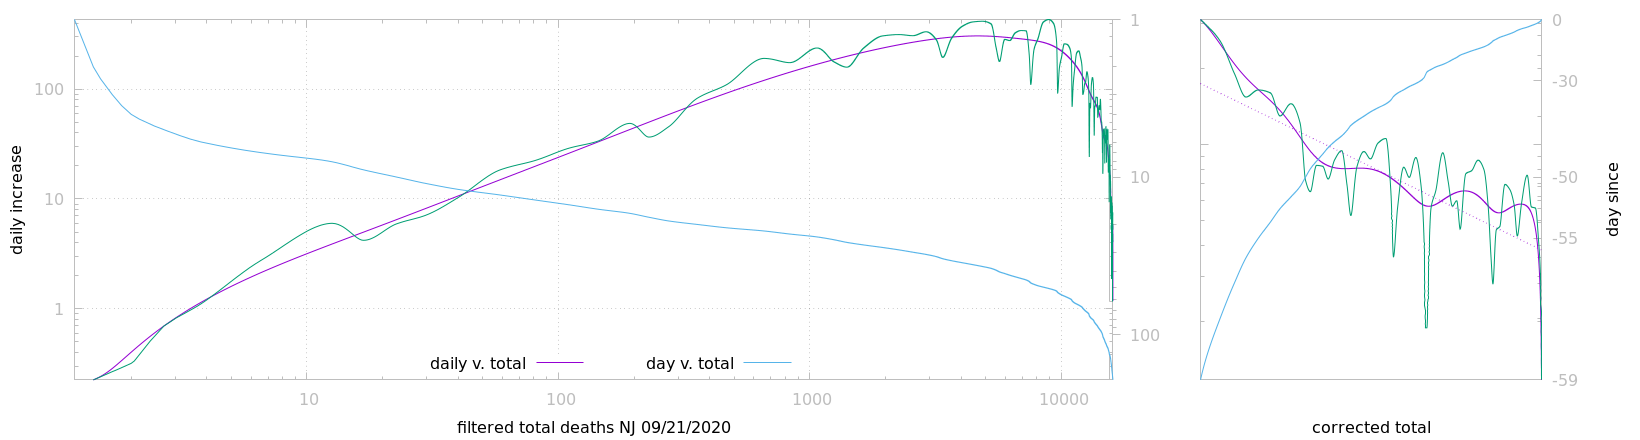 daily increase
100
10
1
daily v. total
day v. total
10
100
1000
10000
filtered total deaths NJ 09/21/2020
1
10
100
0
-30
-50
-55
-59
day since
corrected total